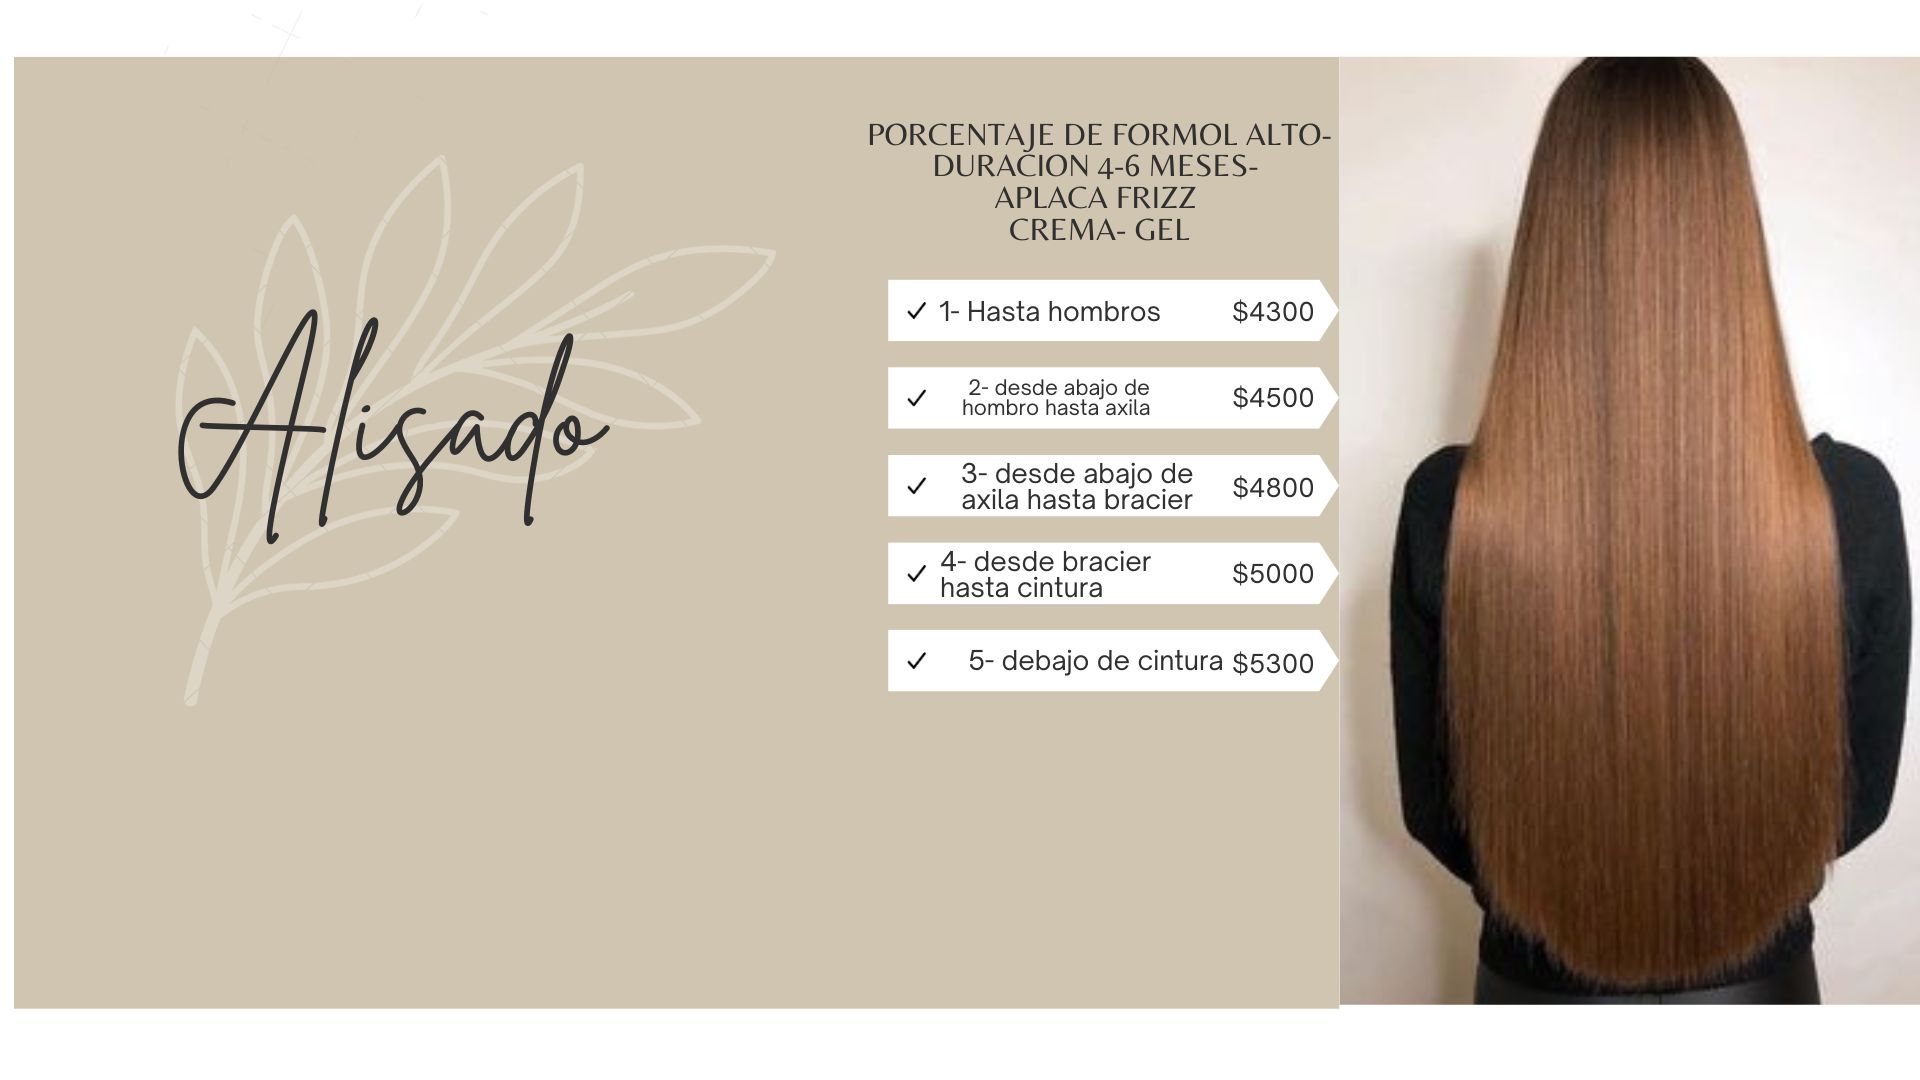 Alisado
PORCENTAJE DE FORMOL ALTO-
DURACION 4-6 MESES-
APLACA FRIZZ
CREMA- GEL
1- Hasta hombros $4300
2- desde abajo de
hombro hasta axila $4500
3- desde abajo de
axila hasta bracier $4800
4- desde bracier
hasta cintura $5000
5- debajo de cintura $5300